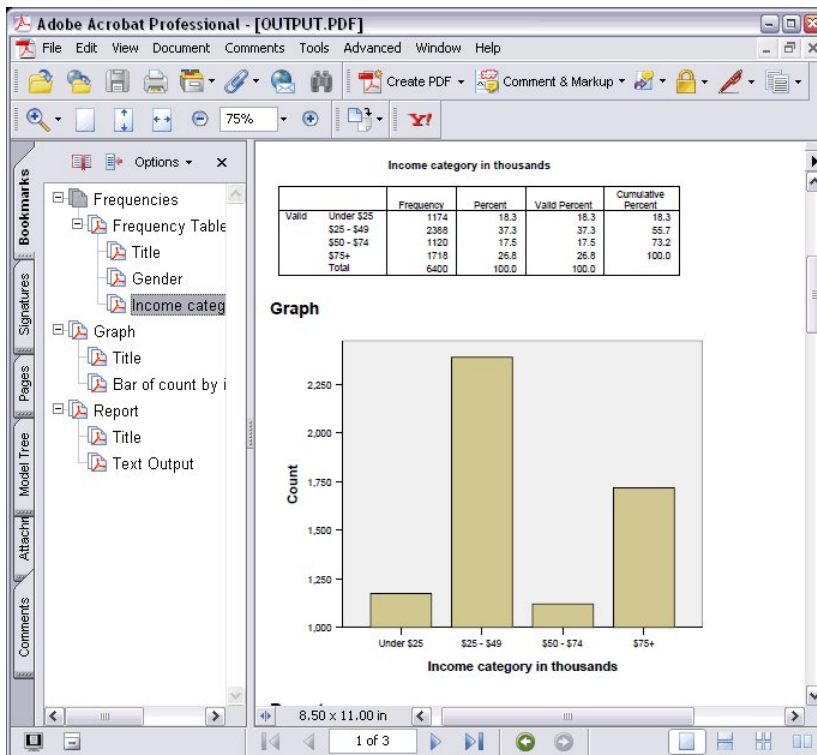 Adobe Acrobat Professional - [OUTPUT.PDF]
File Edit View Document Comments Tools Advanced Window Help
Create PDF Comment & Markup
75% Y!
Bookmarks
Signatures
Pages
Model Tree
Attachm
Comments
Options x
Frequencies
Frequency Table
Title
Gender
Income categ
Graph
Title
Bar of count by i
Report
Title
Text Output
Income category in thousands
Frequency Percent Valid Percent Cumulative Percent
Valid Under $25 1174 18.3 18.3 18.3
$25 - $49 2388 37.3 37.3 55.7
$50 - $74 1120 17.5 17.5 73.2
$75+ 1718 26.8 26.8 100.0
Total 6400 100.0 100.0
Graph
2,250
2,000
1,750
1,500
1,250
1,000
Count
Under $25 $25 - $49 $50 - $74 $75+
Income category in thousands
8.50 x 11.00 in
1 of 3